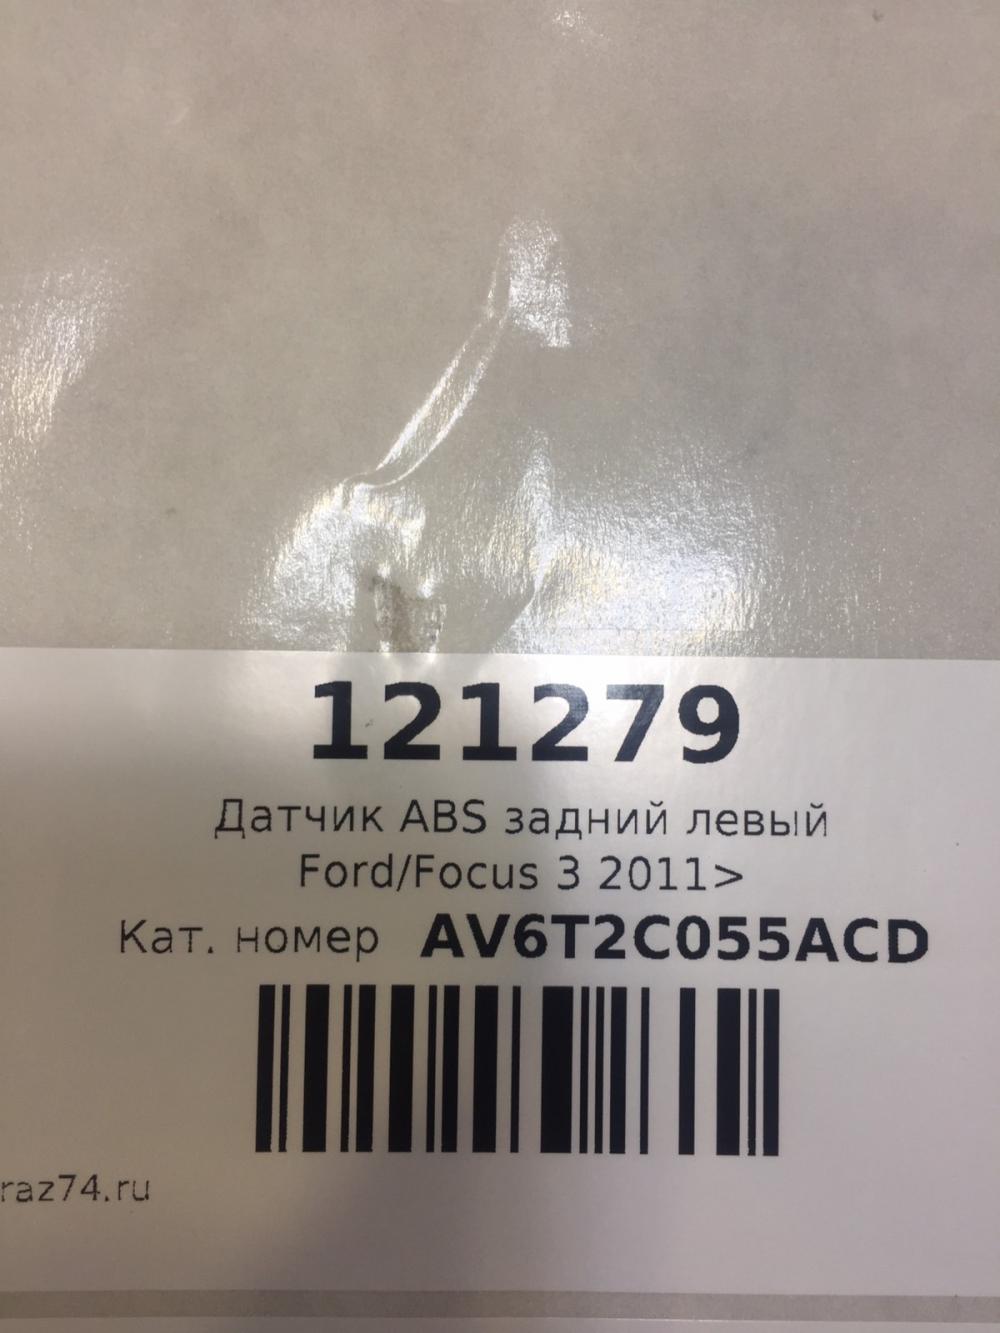 121279
Датчик ABS задний левый
Ford/Focus 3 2011>
Кат. номер AV6T2C055ACD
raz74.ru